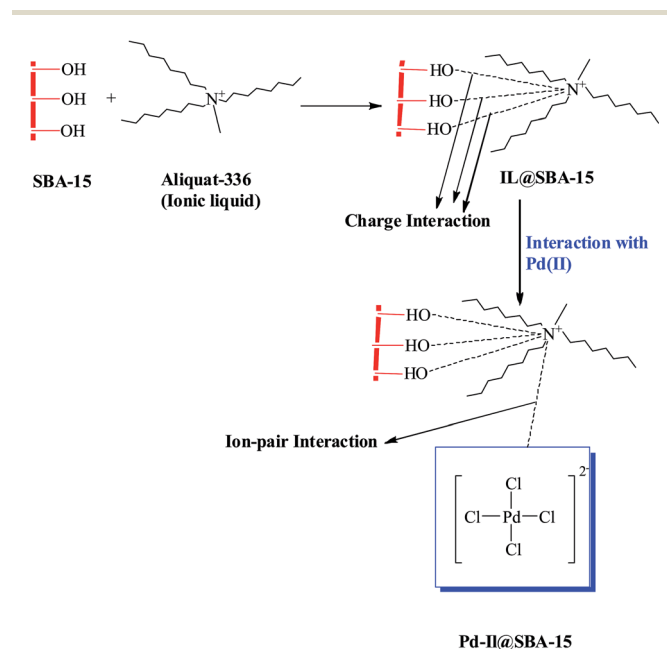 OH
OH
OH
+
N+
SBA-15
Aliquat-336
(Ionic liquid)
HO
HO
HO
N+
IL@SBA-15
Charge Interaction
Interaction with
Pd(II)
HO
HO
HO
N+
Ion-pair Interaction
2-
Cl
Cl—Pd—Cl
Cl
Pd-Il@SBA-15